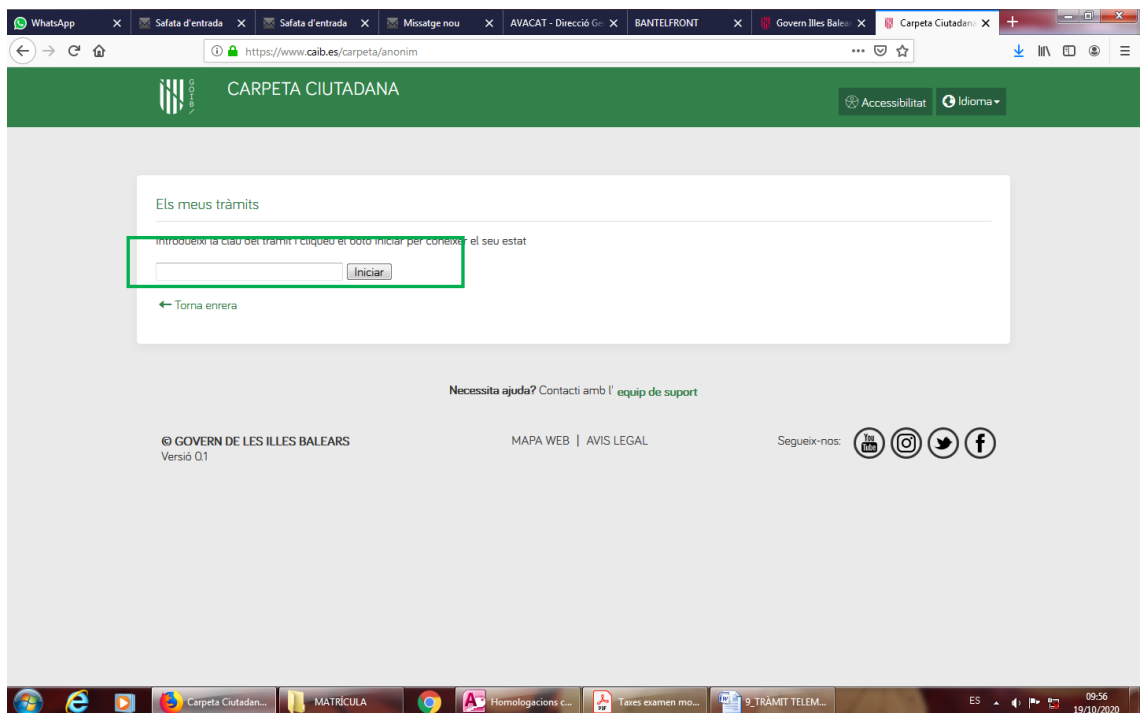 WhatsApp
Safata d'entrada
Safata d'entrada
Missatge nou
AVACAT - Direcció Ge
BANTELFRONT
Govern Illes Balear
Carpeta Ciutadana
https://www.caib.es/carpeta/anonim
GOIB
CARPETA CIUTADANA
Accessibilitat
Idioma
Els meus tràmits
Introdueixi la clau del tràmit i cliqueu el botó Iniciar per conèixer el seu estat
Iniciar
Torna enrera
Necessita ajuda? Contacti amb l' equip de suport
© GOVERN DE LES ILLES BALEARS
MAPA WEB | AVIS LEGAL
Segueix-nos:
You Tube
Versió 0.1
Carpeta Ciutadan...
MATRÍCULA
Homologacions c...
Taxes examen mo...
9_TRÀMIT TELEM...
ES
09:56
19/10/2020